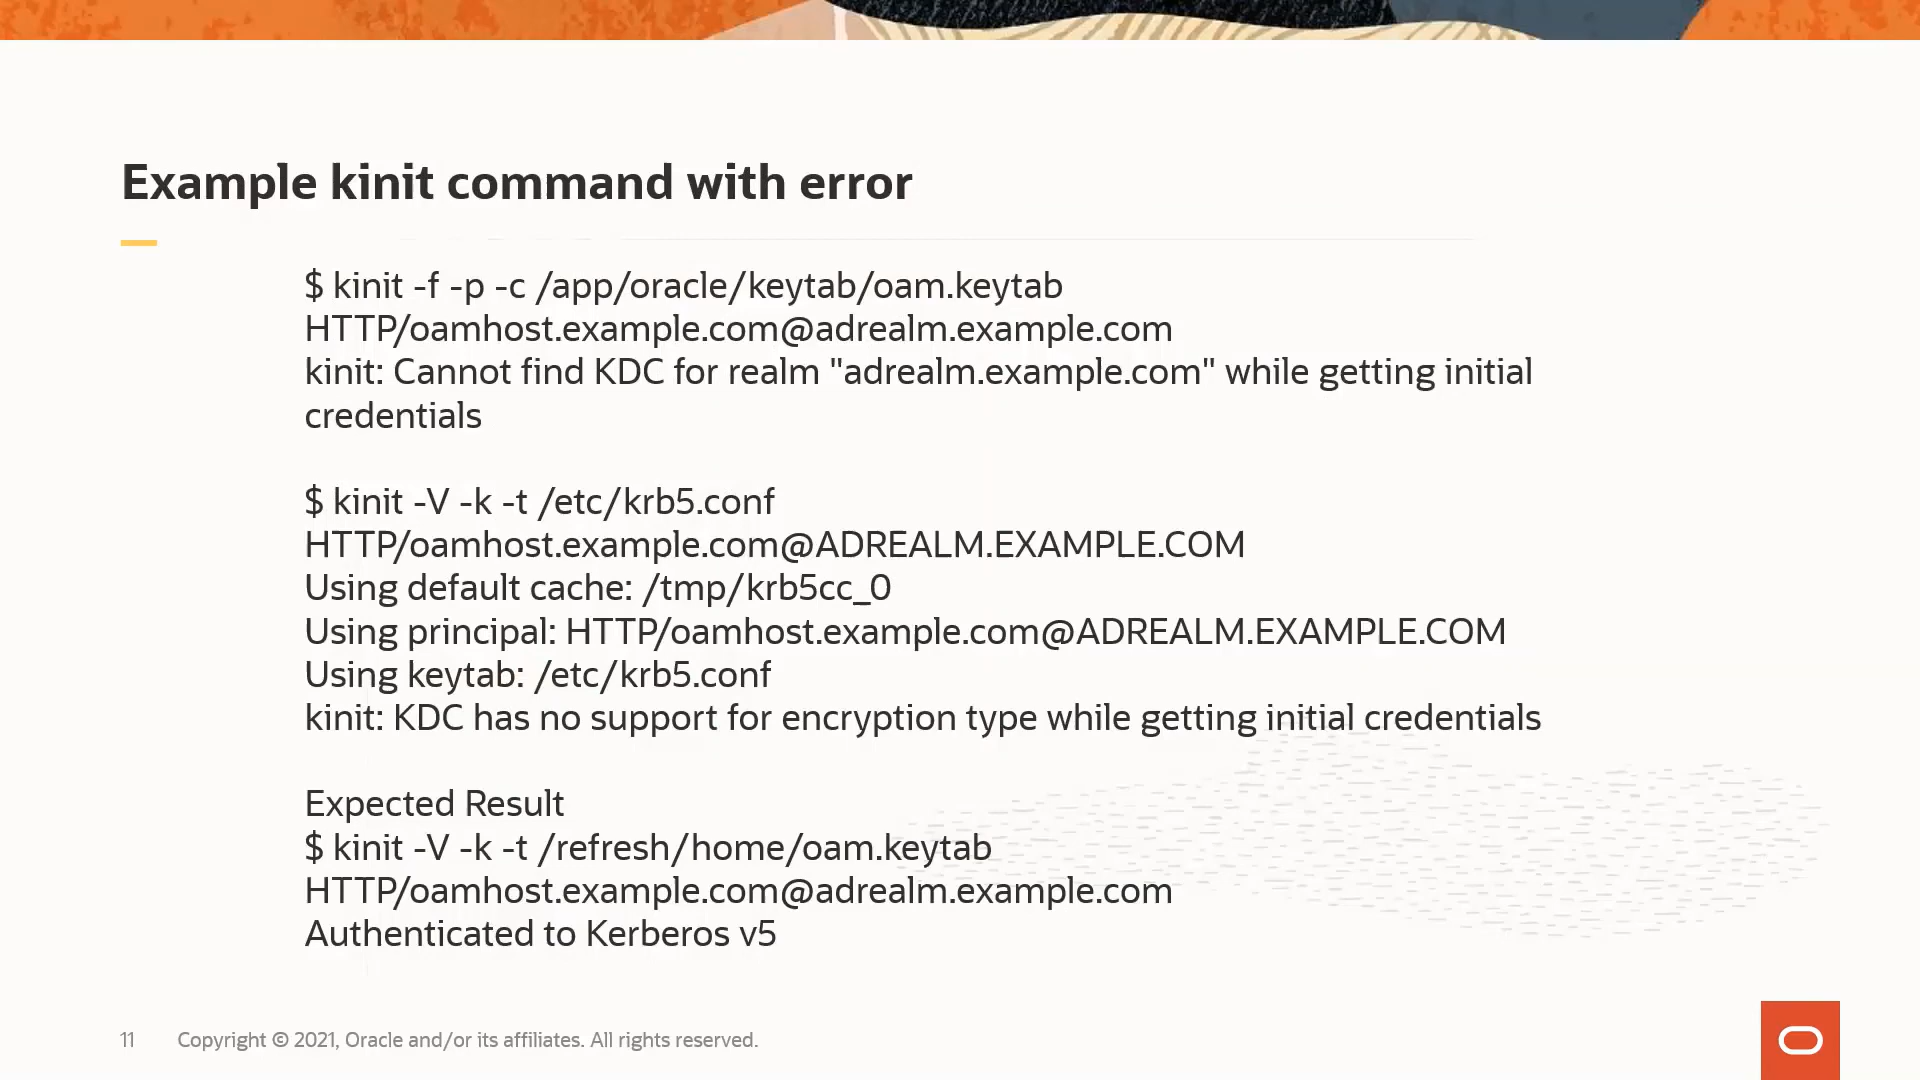 Example kinit command with error
$ kinit -f -p -c /app/oracle/keytab/oam.keytab
HTTP/oamhost.example.com@adrealm.example.com
kinit: Cannot find KDC for realm "adrealm.example.com" while getting initial
credentials
$ kinit -V -k -t /etc/krb5.conf
HTTP/oamhost.example.com@ADREALM.EXAMPLE.COM
Using default cache: /tmp/krb5cc_0
Using principal: HTTP/oamhost.example.com@ADREALM.EXAMPLE.COM
Using keytab: /etc/krb5.conf
kinit: KDC has no support for encryption type while getting initial credentials
Expected Result
$ kinit -V -k -t /refresh/home/oam.keytab
HTTP/oamhost.example.com@adrealm.example.com
Authenticated to Kerberos v5
11 Copyright © 2021, Oracle and/or its affiliates. All rights reserved.